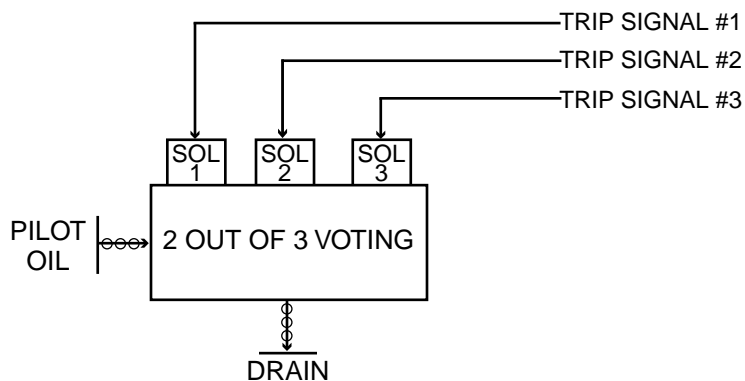 TRIP SIGNAL #1
TRIP SIGNAL #2
TRIP SIGNAL #3
SOL
1
SOL
2
SOL
3
PILOT
OIL
2 OUT OF 3 VOTING
DRAIN